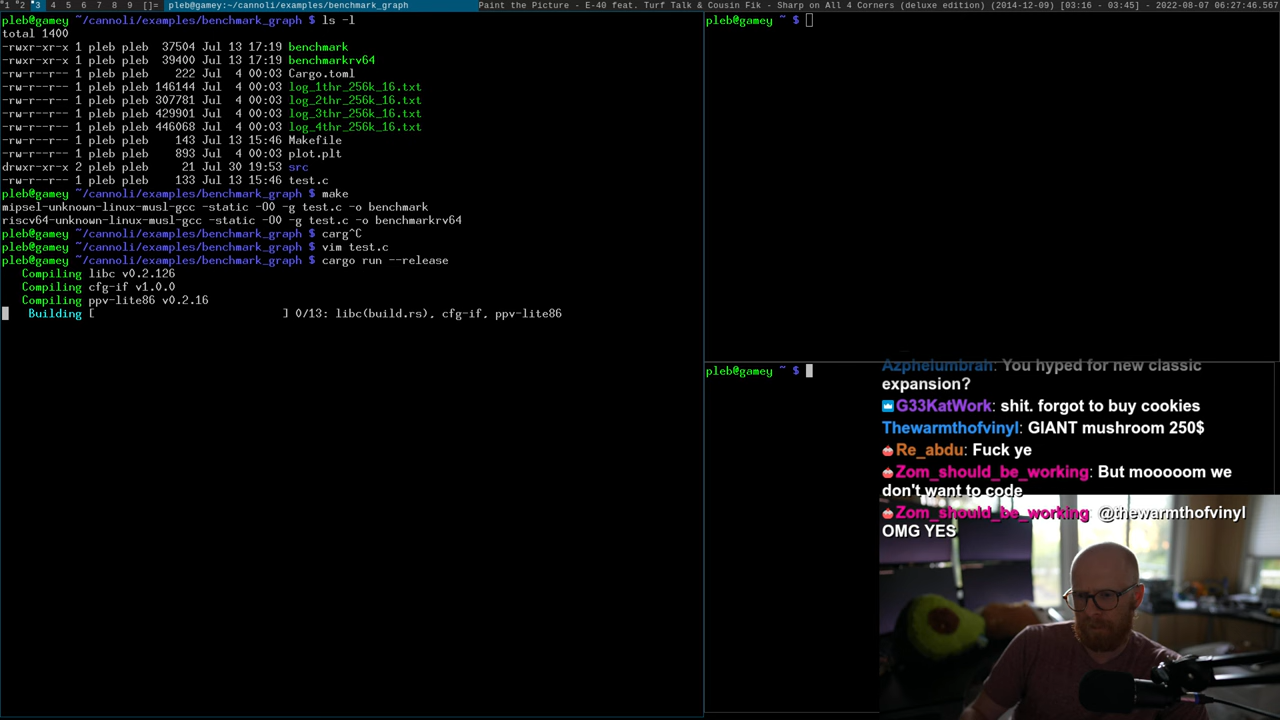 1 2 3 4 5 6 7 8 9 []= pleb@gamey:~/cannoli/examples/benchmark_graph Paint the Picture - E-40 feat. Turf Talk & Cousin Fik - Sharp on All 4 Corners (deluxe edition) (2014-12-09) [03:16 - 03:45] - 2022-08-07 06:27:46.567
pleb@gamey ~/cannoli/examples/benchmark_graph $ ls -l
total 1400
-rwxr-xr-x 1 pleb pleb  37504 Jul 13 17:19 benchmark
-rwxr-xr-x 1 pleb pleb  39400 Jul 13 17:19 benchmarkrv64
-rw-r--r-- 1 pleb pleb    222 Jul  4 00:03 Cargo.toml
-rw-r--r-- 1 pleb pleb 146144 Jul  4 00:03 log_1thr_256k_16.txt
-rw-r--r-- 1 pleb pleb 307781 Jul  4 00:03 log_2thr_256k_16.txt
-rw-r--r-- 1 pleb pleb 429901 Jul  4 00:03 log_3thr_256k_16.txt
-rw-r--r-- 1 pleb pleb 446068 Jul  4 00:03 log_4thr_256k_16.txt
-rw-r--r-- 1 pleb pleb    143 Jul 13 15:46 Makefile
-rw-r--r-- 1 pleb pleb    893 Jul  4 00:03 plot.plt
drwxr-xr-x 2 pleb pleb     21 Jul 30 19:53 src
-rw-r--r-- 1 pleb pleb    133 Jul 13 15:46 test.c
pleb@gamey ~/cannoli/examples/benchmark_graph $ make
mipsel-unknown-linux-musl-gcc -static -O0 -g test.c -o benchmark
riscv64-unknown-linux-musl-gcc -static -O0 -g test.c -o benchmarkrv64
pleb@gamey ~/cannoli/examples/benchmark_graph $ carg^C
pleb@gamey ~/cannoli/examples/benchmark_graph $ vim test.c
pleb@gamey ~/cannoli/examples/benchmark_graph $ cargo run --release
Compiling libc v0.2.126
Compiling cfg-if v1.0.0
Compiling ppv-lite86 v0.2.16
Building [                             ] 0/13: libc(build.rs), cfg-if, ppv-lite86
pleb@gamey ~ $
pleb@gamey ~ $
Azphelumbrah: You hyped for new classic
expansion?
G33KatWork: shit. forgot to buy cookies
Thewarmthofvinyl: GIANT mushroom 250$
Re_abdu: Fuck ye
Zom_should_be_working: But mooooom we
don't want to code
Zom_should_be_working @thewarmthofvinyl
OMG YES